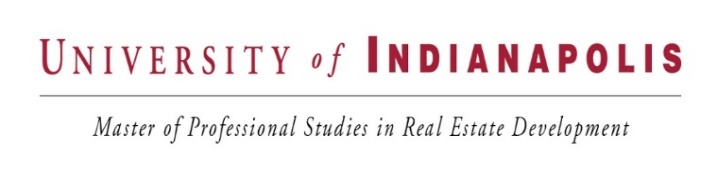 UNIVERSITY of INDIANAPOLIS
Master of Professional Studies in Real Estate Development